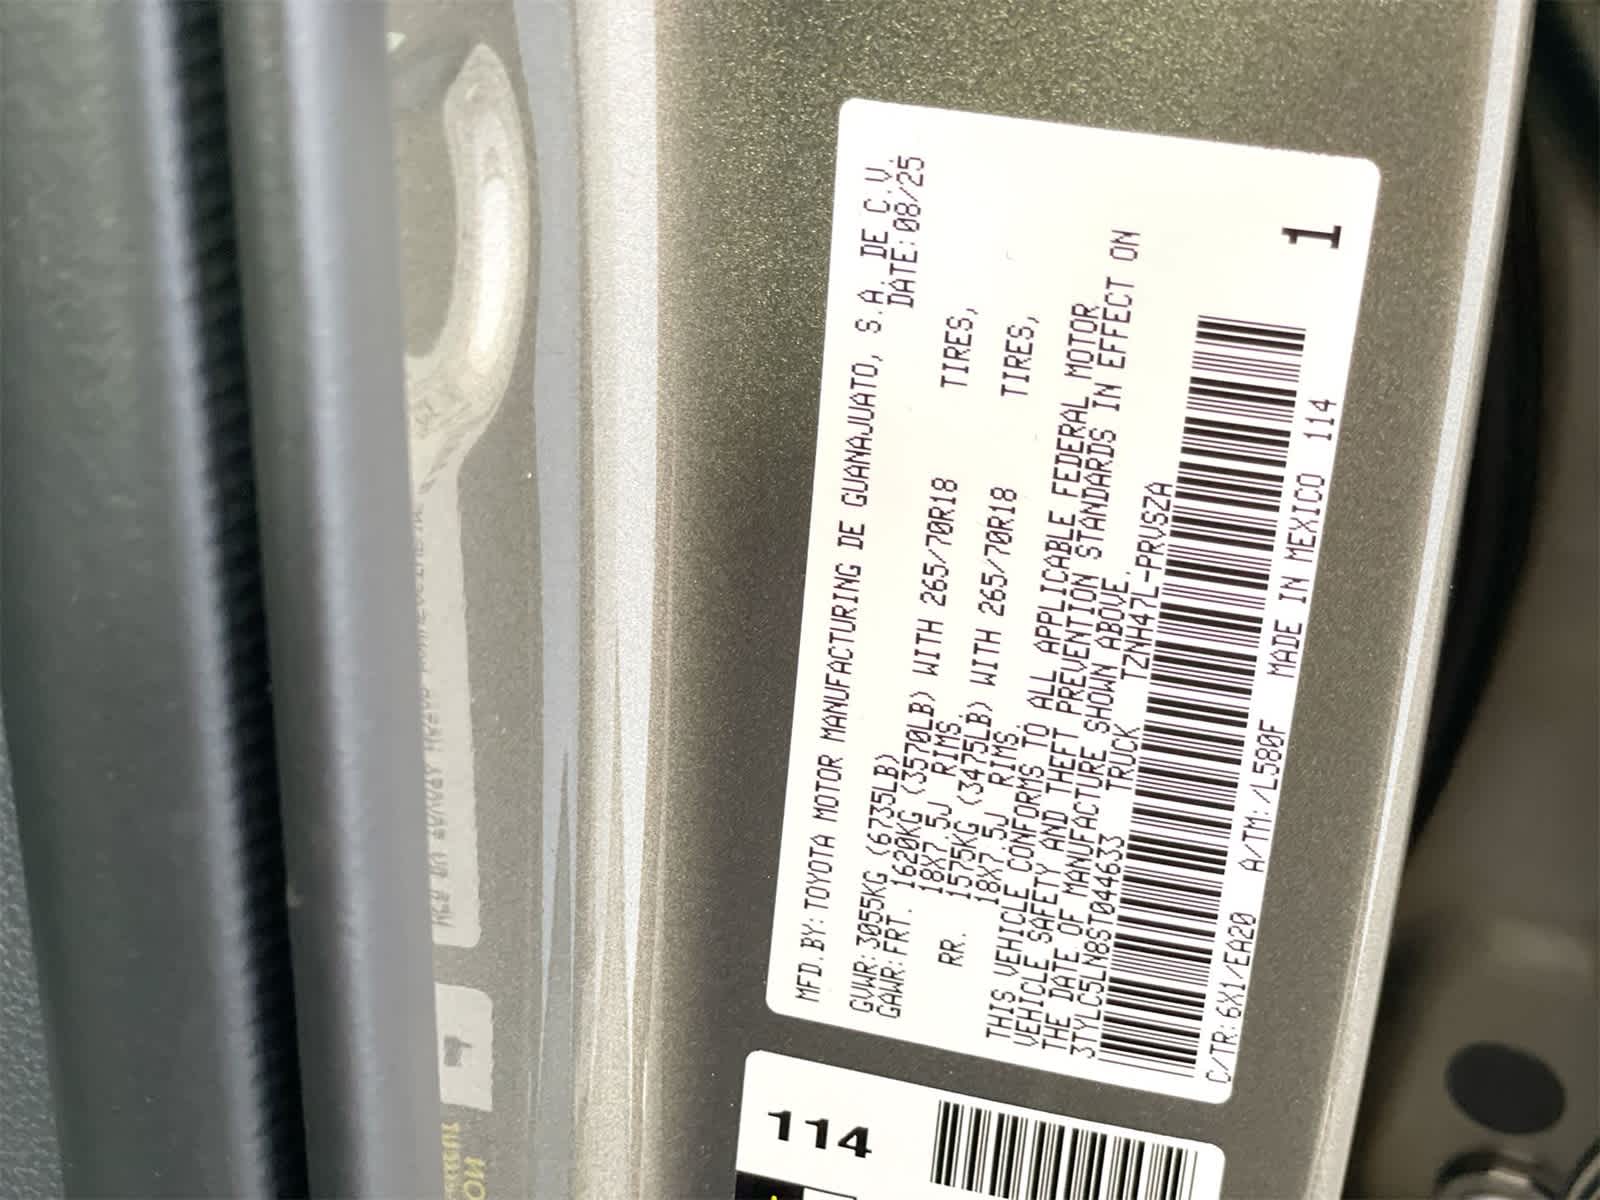 MFD.BY:TOYOTA MOTOR MANUFACTURING DE GUANAJUATO, S.A. DE C.V.
DATE:08/25
GVWR:3055KG (6735LB)
GAWR:FRT. 1620KG (3570LB) WITH 265/70R18 TIRES,
18X7.5J RIMS.
RR. 1575KG (3475LB) WITH 265/70R18 TIRES,
18X7.5J RIMS.
THIS VEHICLE CONFORMS TO ALL APPLICABLE FEDERAL MOTOR
VEHICLE SAFETY AND THEFT PREVENTION STANDARDS IN EFFECT ON
THE DATE OF MANUFACTURE SHOWN ABOVE.
3TYLC5LN8ST044633 TRUCK TZNH47L-PRVSZA
C/TR:6X1/EA20 A/TM:/L580F MADE IN MEXICO 114
1
114